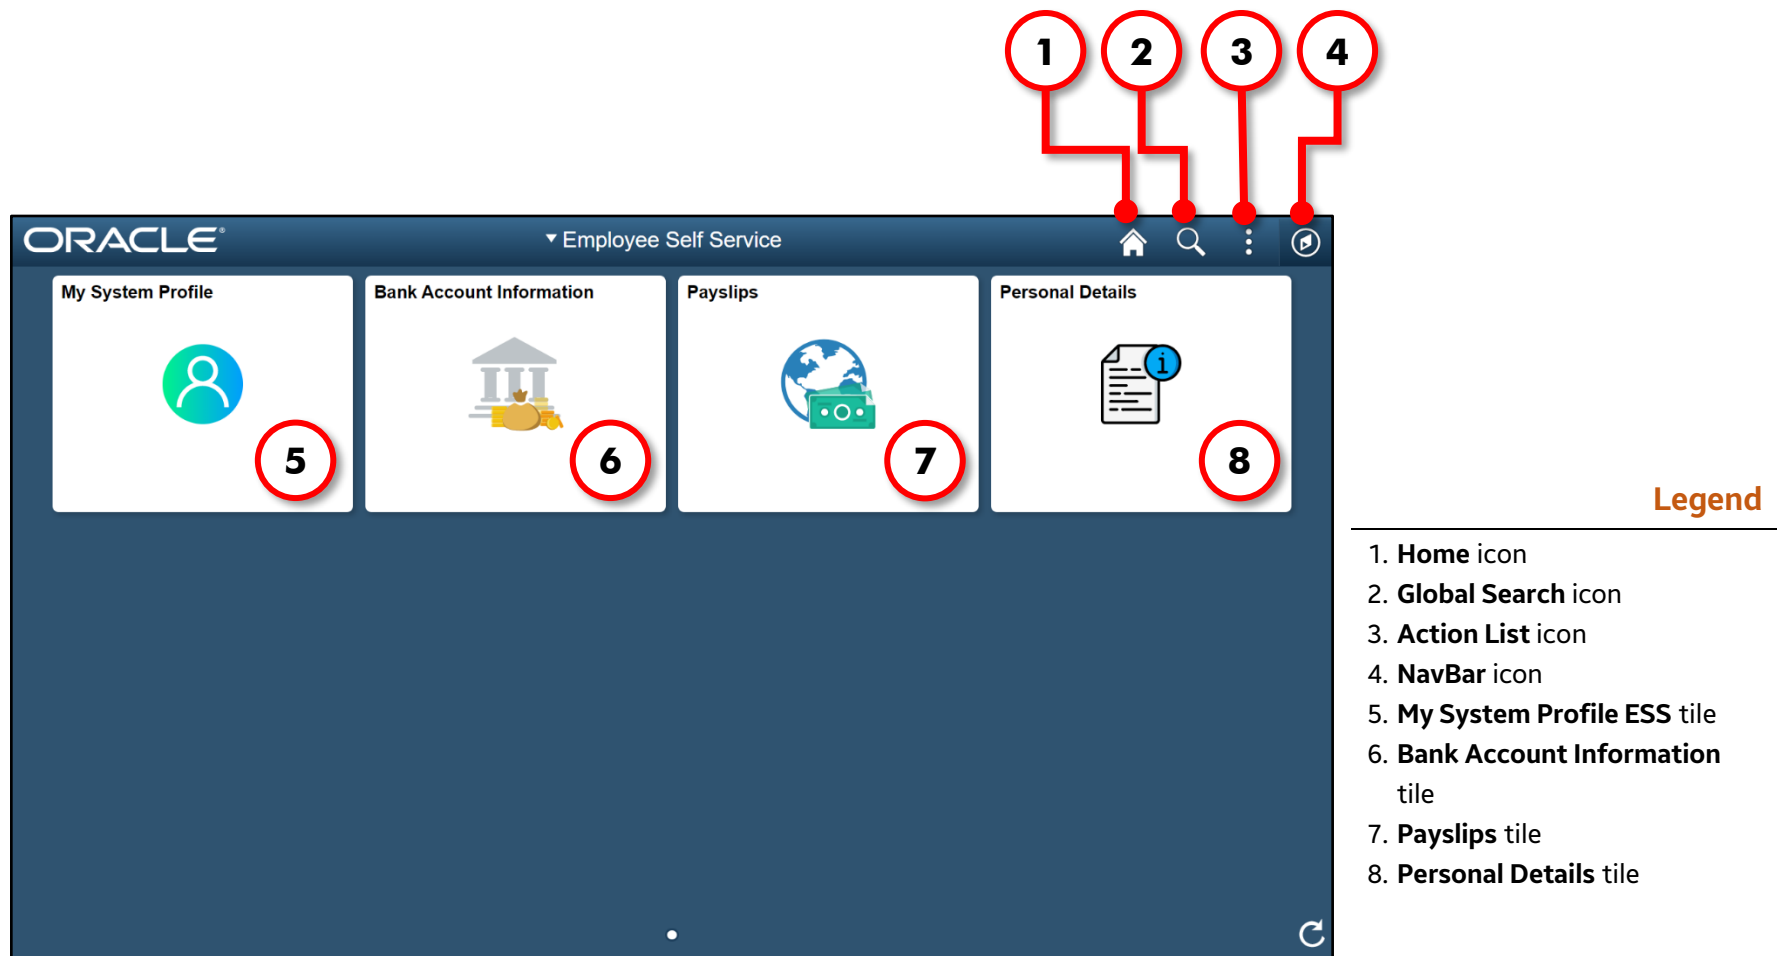 1 2 3 4
ORACLE®
Employee Self Service
My System Profile
Bank Account Information
Payslips
Personal Details
i
5
6
7
8
Legend
1. Home icon
2. Global Search icon
3. Action List icon
4. NavBar icon
5. My System Profile ESS tile
6. Bank Account Information
tile
7. Payslips tile
8. Personal Details tile